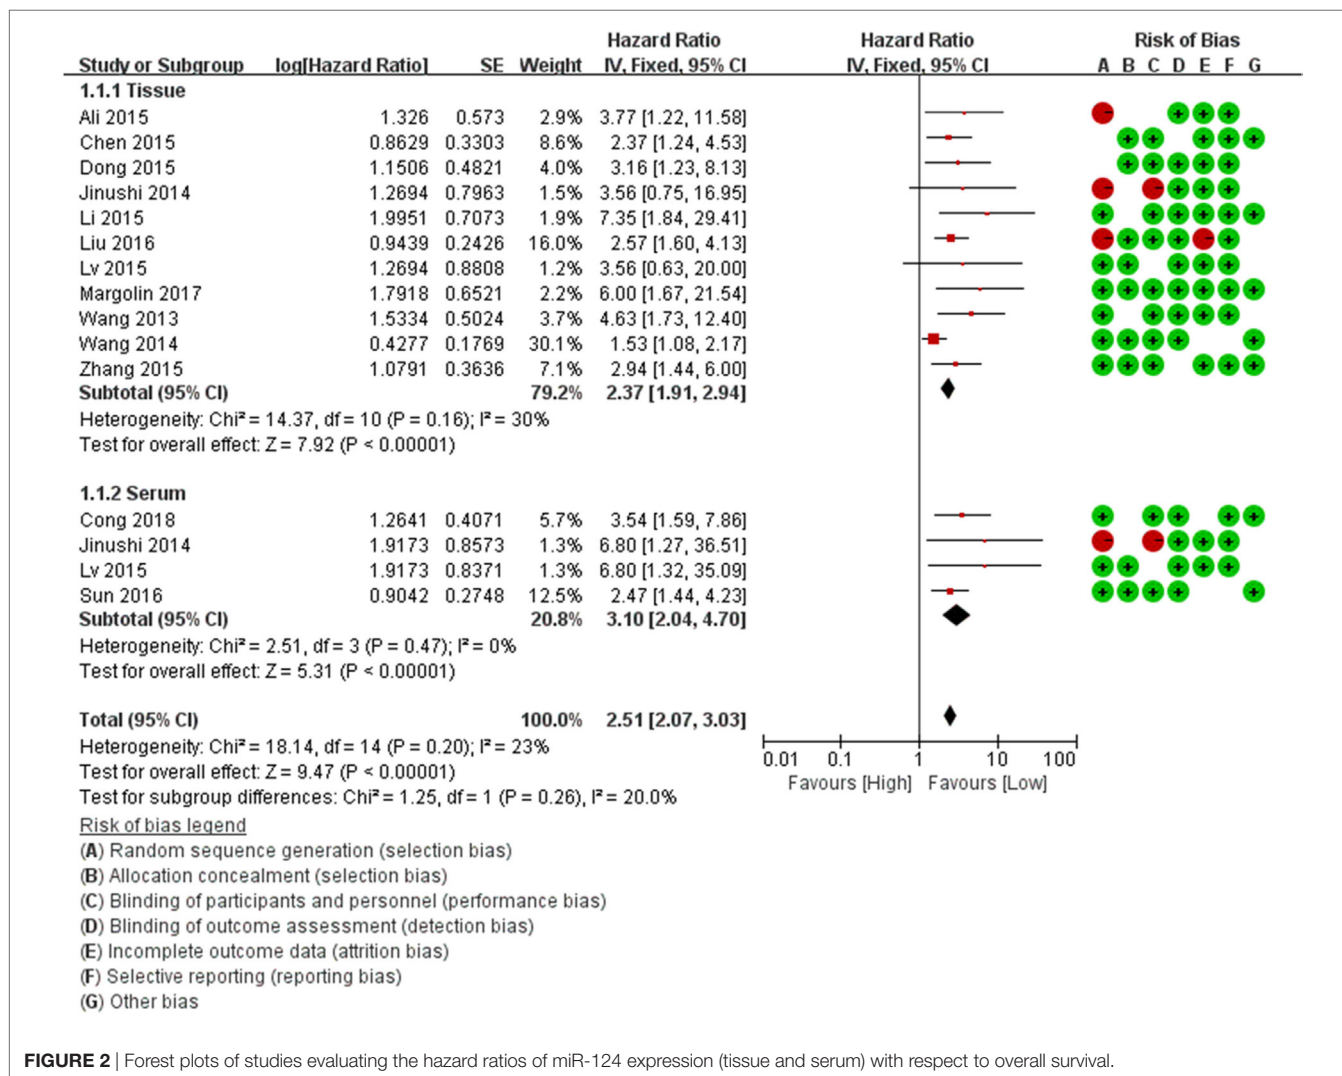 Hazard Ratio Hazard Ratio Risk of Bias
Study or Subgroup log[Hazard Ratio] SE Weight IV, Fixed, 95% CI IV, Fixed, 95% CI A B C D E F G
1.1.1 Tissue
Ali 2015 1.326 0.573 2.9% 3.77 [1.22, 11.58]
Chen 2015 0.8629 0.3303 8.6% 2.37 [1.24, 4.53]
Dong 2015 1.1506 0.4821 4.0% 3.16 [1.23, 8.13]
Jinushi 2014 1.2694 0.7963 1.5% 3.56 [0.75, 16.95]
Li 2015 1.9951 0.7073 1.9% 7.35 [1.84, 29.41]
Liu 2016 0.9439 0.2426 16.0% 2.57 [1.60, 4.13]
Lv 2015 1.2694 0.8808 1.2% 3.56 [0.63, 20.00]
Margolin 2017 1.7918 0.6521 2.2% 6.00 [1.67, 21.54]
Wang 2013 1.5334 0.5024 3.7% 4.63 [1.73, 12.40]
Wang 2014 0.4277 0.1769 30.1% 1.53 [1.08, 2.17]
Zhang 2015 1.0791 0.3636 7.1% 2.94 [1.44, 6.00]
Subtotal (95% CI) 79.2% 2.37 [1.91, 2.94]
Heterogeneity: Chi² = 14.37, df = 10 (P = 0.16); I² = 30%
Test for overall effect: Z = 7.92 (P < 0.00001)
1.1.2 Serum
Cong 2018 1.2641 0.4071 5.7% 3.54 [1.59, 7.86]
Jinushi 2014 1.9173 0.8573 1.3% 6.80 [1.27, 36.51]
Lv 2015 1.9173 0.8371 1.3% 6.80 [1.32, 35.09]
Sun 2016 0.9042 0.2748 12.5% 2.47 [1.44, 4.23]
Subtotal (95% CI) 20.8% 3.10 [2.04, 4.70]
Heterogeneity: Chi² = 2.51, df = 3 (P = 0.47); I² = 0%
Test for overall effect: Z = 5.31 (P < 0.00001)
Total (95% CI) 100.0% 2.51 [2.07, 3.03]
Heterogeneity: Chi² = 18.14, df = 14 (P = 0.20); I² = 23%
Test for overall effect: Z = 9.47 (P < 0.00001)
Test for subgroup differences: Chi² = 1.25, df = 1 (P = 0.26), I² = 20.0%
0.01 0.1 1 10 100
Favours [High] Favours [Low]
Risk of bias legend
(A) Random sequence generation (selection bias)
(B) Allocation concealment (selection bias)
(C) Blinding of participants and personnel (performance bias)
(D) Blinding of outcome assessment (detection bias)
(E) Incomplete outcome data (attrition bias)
(F) Selective reporting (reporting bias)
(G) Other bias
FIGURE 2 | Forest plots of studies evaluating the hazard ratios of miR-124 expression (tissue and serum) with respect to overall survival.